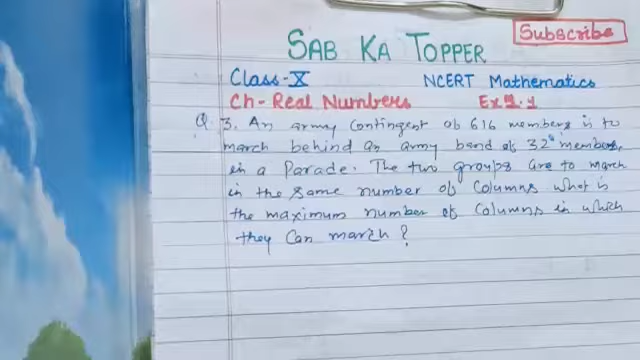 Subscribe
SAB KA TOPPER
Class-X NCERT Mathematics
Ch-Real Numbers Ex 1.1
Q. 3. An army contingent of 616 members is to
march behind an army band of 32 members
in a Parade. The two groups are to march
in the same number of columns what is
the maximum number of columns in which
they can march?